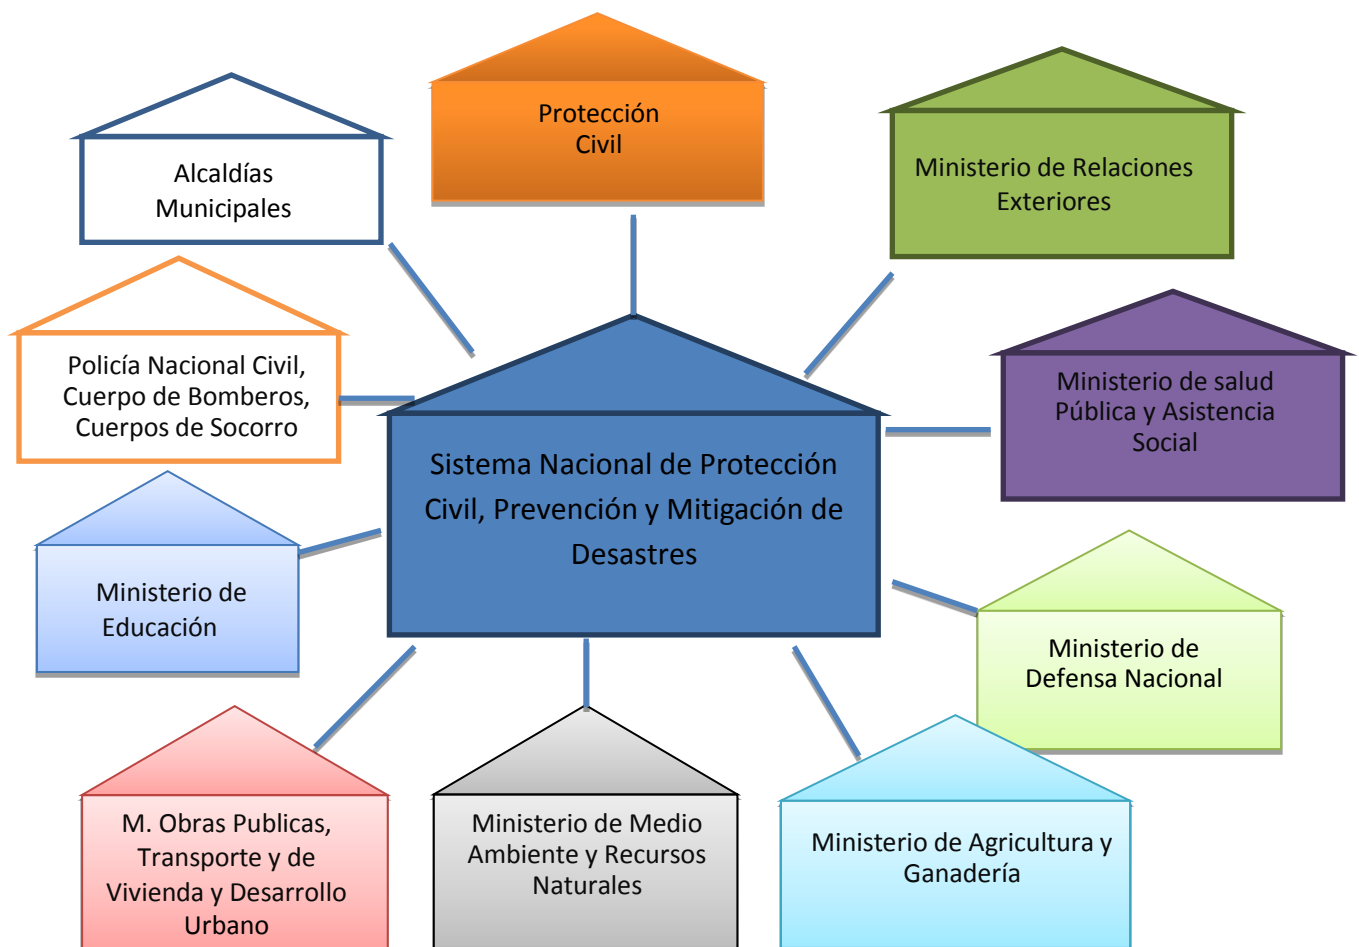 Protección
Civil
Alcaldías
Municipales
Ministerio de Relaciones
Exteriores
Policía Nacional Civil,
Cuerpo de Bomberos,
Cuerpos de Socorro
Ministerio de salud
Pública y Asistencia
Social
Sistema Nacional de Protección
Civil, Prevención y Mitigación de
Desastres
Ministerio de
Educación
Ministerio de
Defensa Nacional
M. Obras Publicas,
Transporte y de
Vivienda y Desarrollo
Urbano
Ministerio de Medio
Ambiente y Recursos
Naturales
Ministerio de Agricultura y
Ganadería